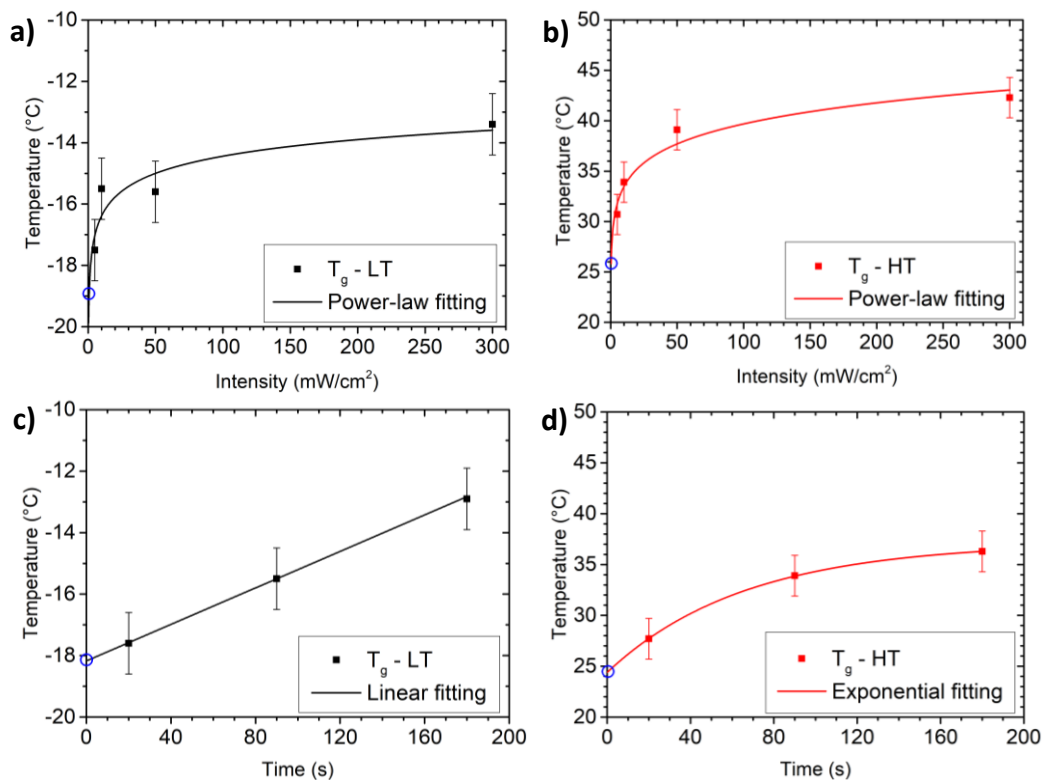 a)
-10
-12
-14
-16
-18
-20
Temperature (°C)
0 50 100 150 200 250 300
Intensity (mW/cm²)
T_g - LT
Power-law fitting
b)
50
45
40
35
30
25
20
Temperature (°C)
0 50 100 150 200 250 300
Intensity (mW/cm²)
T_g - HT
Power-law fitting
c)
-10
-12
-14
-16
-18
-20
Temperature (°C)
0 40 80 120 160 200
Time (s)
T_g - LT
Linear fitting
d)
50
45
40
35
30
25
20
Temperature (°C)
0 40 80 120 160 200
Time (s)
T_g - HT
Exponential fitting